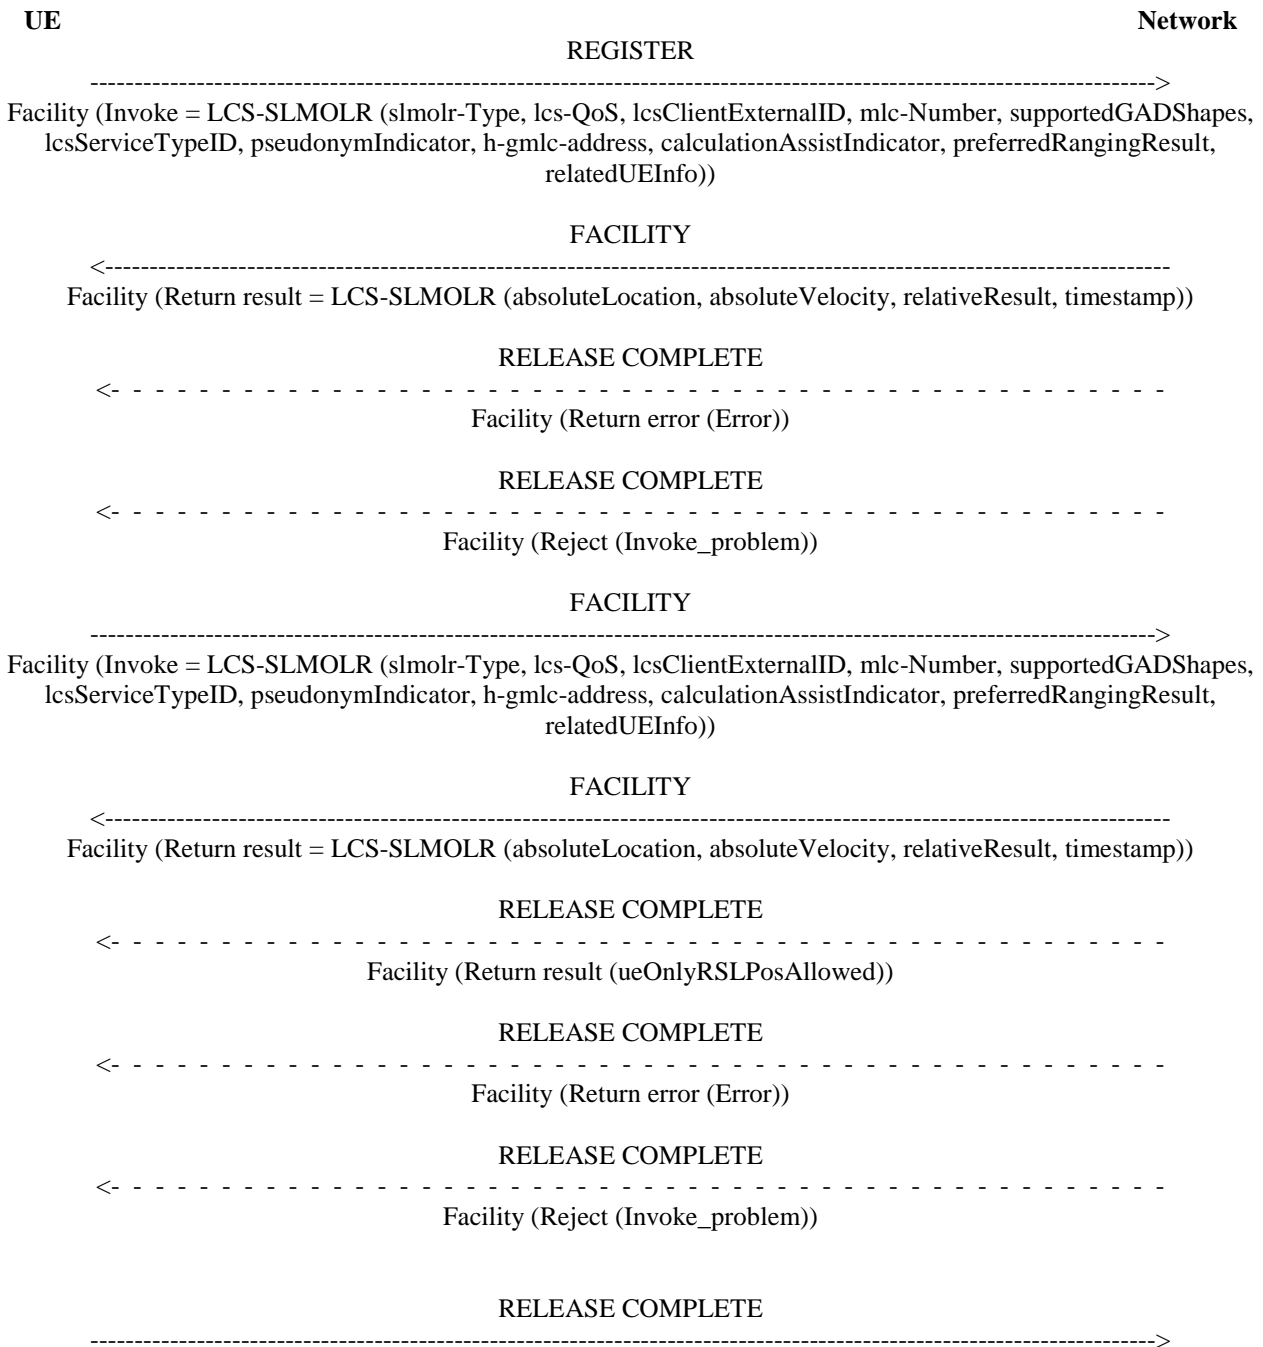 UE Network
REGISTER
------------------------------------------------------------------------------------------------------------------------>
Facility (Invoke = LCS-SLMOLR (slmolr-Type, lcs-QoS, lcsClientExternalID, mlc-Number, supportedGADShapes,
lcsServiceTypeID, pseudonymIndicator, h-gmlc-address, calculationAssistIndicator, preferredRangingResult,
relatedUEInfo))
FACILITY
<------------------------------------------------------------------------------------------------------------------------
Facility (Return result = LCS-SLMOLR (absoluteLocation, absoluteVelocity, relativeResult, timestamp))
RELEASE COMPLETE
<- - - - - - - - - - - - - - - - - - - - - - - - - - - - - - - - - - - - - - - - - - - - - - - -
Facility (Return error (Error))
RELEASE COMPLETE
<- - - - - - - - - - - - - - - - - - - - - - - - - - - - - - - - - - - - - - - - - - - - - - - -
Facility (Reject (Invoke_problem))
FACILITY
------------------------------------------------------------------------------------------------------------------------>
Facility (Invoke = LCS-SLMOLR (slmolr-Type, lcs-QoS, lcsClientExternalID, mlc-Number, supportedGADShapes,
lcsServiceTypeID, pseudonymIndicator, h-gmlc-address, calculationAssistIndicator, preferredRangingResult,
relatedUEInfo))
FACILITY
<------------------------------------------------------------------------------------------------------------------------
Facility (Return result = LCS-SLMOLR (absoluteLocation, absoluteVelocity, relativeResult, timestamp))
RELEASE COMPLETE
<- - - - - - - - - - - - - - - - - - - - - - - - - - - - - - - - - - - - - - - - - - - - - - - -
Facility (Return result (ueOnlyRSLPosAllowed))
RELEASE COMPLETE
<- - - - - - - - - - - - - - - - - - - - - - - - - - - - - - - - - - - - - - - - - - - - - - - -
Facility (Return error (Error))
RELEASE COMPLETE
<- - - - - - - - - - - - - - - - - - - - - - - - - - - - - - - - - - - - - - - - - - - - - - - -
Facility (Reject (Invoke_problem))
RELEASE COMPLETE
------------------------------------------------------------------------------------------------------------------------>